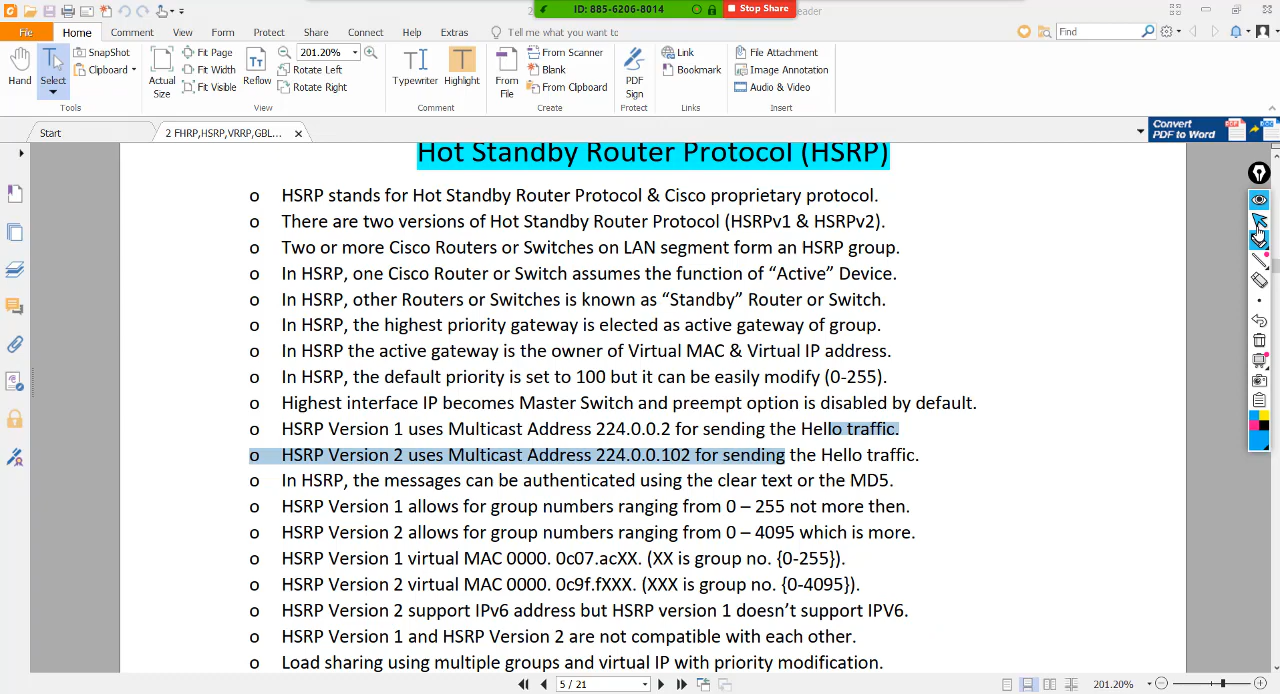 ID: 885-6206-8014
Stop Share
eader
File
Home
Comment
View
Form
Protect
Share
Connect
Help
Extras
Tell me what you want to
Find
Hand
Select
SnapShot
Clipboard
Tools
Actual Size
Fit Page
Fit Width
Fit Visible
Reflow
201.20%
Rotate Left
Rotate Right
View
Typewriter
Highlight
Comment
From File
From Scanner
Blank
From Clipboard
Create
PDF Sign
Protect
Link
Bookmark
Links
File Attachment
Image Annotation
Audio & Video
Insert
Start
2 FHRP,HSRP,VRRP,GBL...
Convert
PDF to Word
Hot Standby Router Protocol (HSRP)
o HSRP stands for Hot Standby Router Protocol & Cisco proprietary protocol.
o There are two versions of Hot Standby Router Protocol (HSRPv1 & HSRPv2).
o Two or more Cisco Routers or Switches on LAN segment form an HSRP group.
o In HSRP, one Cisco Router or Switch assumes the function of “Active” Device.
o In HSRP, other Routers or Switches is known as “Standby” Router or Switch.
o In HSRP, the highest priority gateway is elected as active gateway of group.
o In HSRP the active gateway is the owner of Virtual MAC & Virtual IP address.
o In HSRP, the default priority is set to 100 but it can be easily modify (0-255).
o Highest interface IP becomes Master Switch and preempt option is disabled by default.
o HSRP Version 1 uses Multicast Address 224.0.0.2 for sending the Hello traffic.
o HSRP Version 2 uses Multicast Address 224.0.0.102 for sending the Hello traffic.
o In HSRP, the messages can be authenticated using the clear text or the MD5.
o HSRP Version 1 allows for group numbers ranging from 0 – 255 not more then.
o HSRP Version 2 allows for group numbers ranging from 0 – 4095 which is more.
o HSRP Version 1 virtual MAC 0000. 0c07.acXX. (XX is group no. {0-255}).
o HSRP Version 2 virtual MAC 0000. 0c9f.fXXX. (XXX is group no. {0-4095}).
o HSRP Version 2 support IPv6 address but HSRP version 1 doesn’t support IPV6.
o HSRP Version 1 and HSRP Version 2 are not compatible with each other.
o Load sharing using multiple groups and virtual IP with priority modification.
5 / 21
201.20%